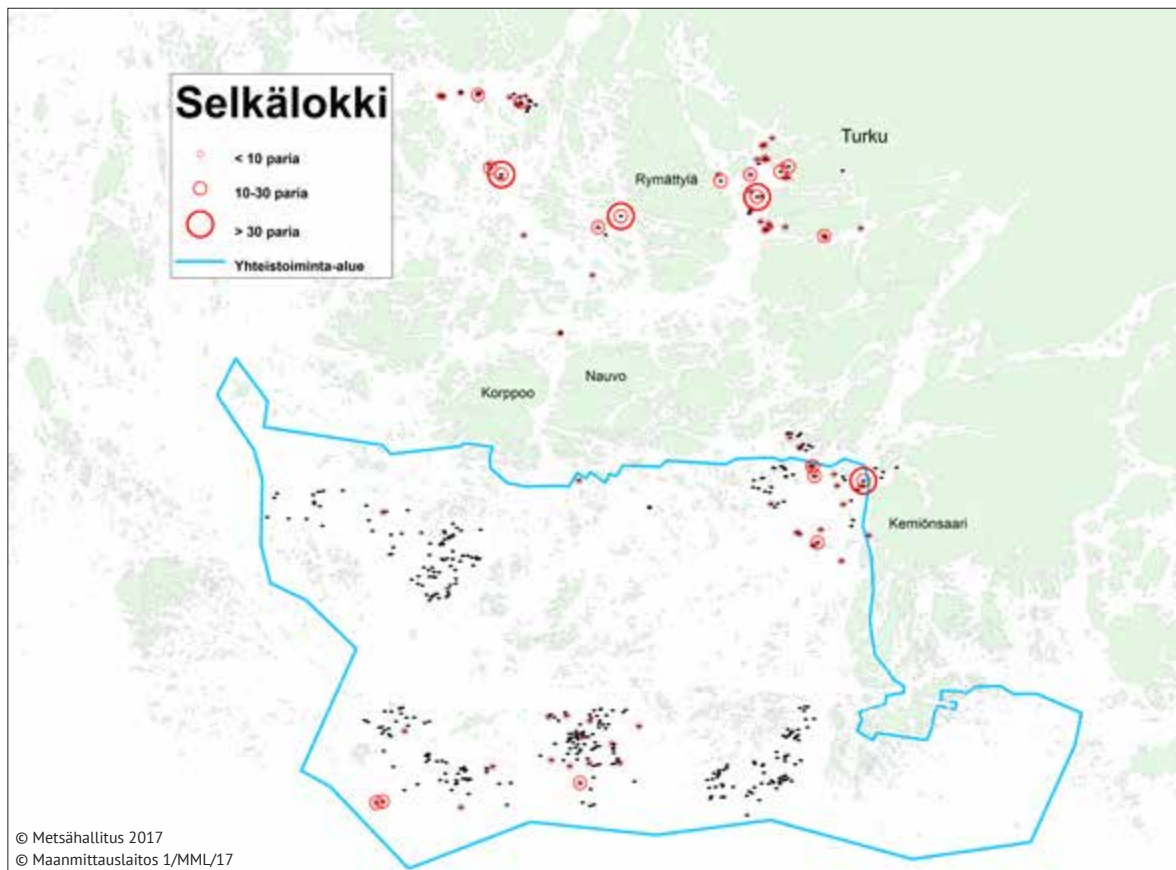 Selkälokki
< 10 paria
10-30 paria
> 30 paria
Yhteistoiminta-alue
Turku
Rymättylä
Nauvo
Korppoo
Kemiönsaari
© Metsähallitus 2017
© Maanmittauslaitos 1/MML/17